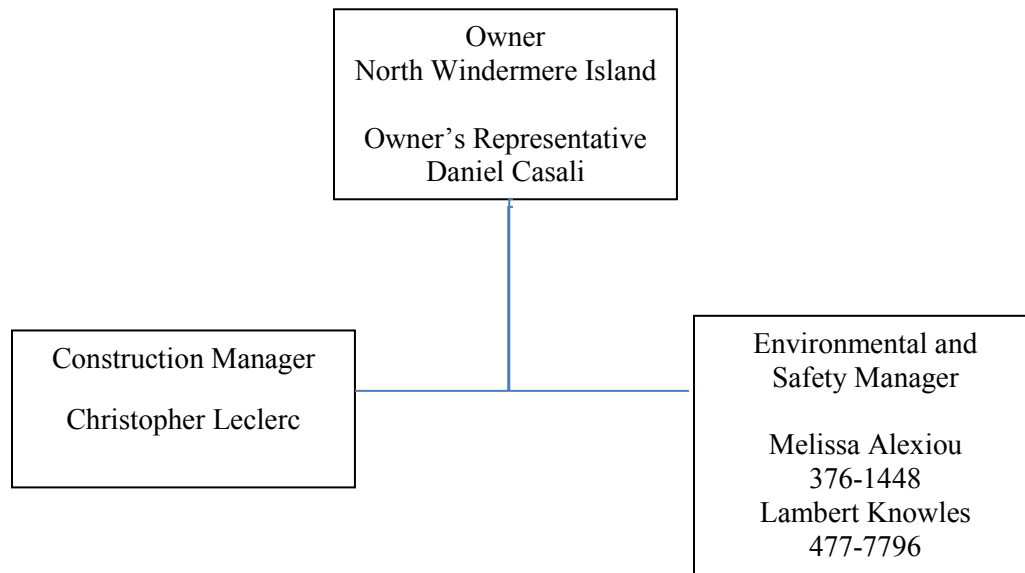 Owner
North Windermere Island
Owner’s Representative
Daniel Casali
Construction Manager
Christopher Leclerc
Environmental and
Safety Manager
Melissa Alexiou
376-1448
Lambert Knowles
477-7796